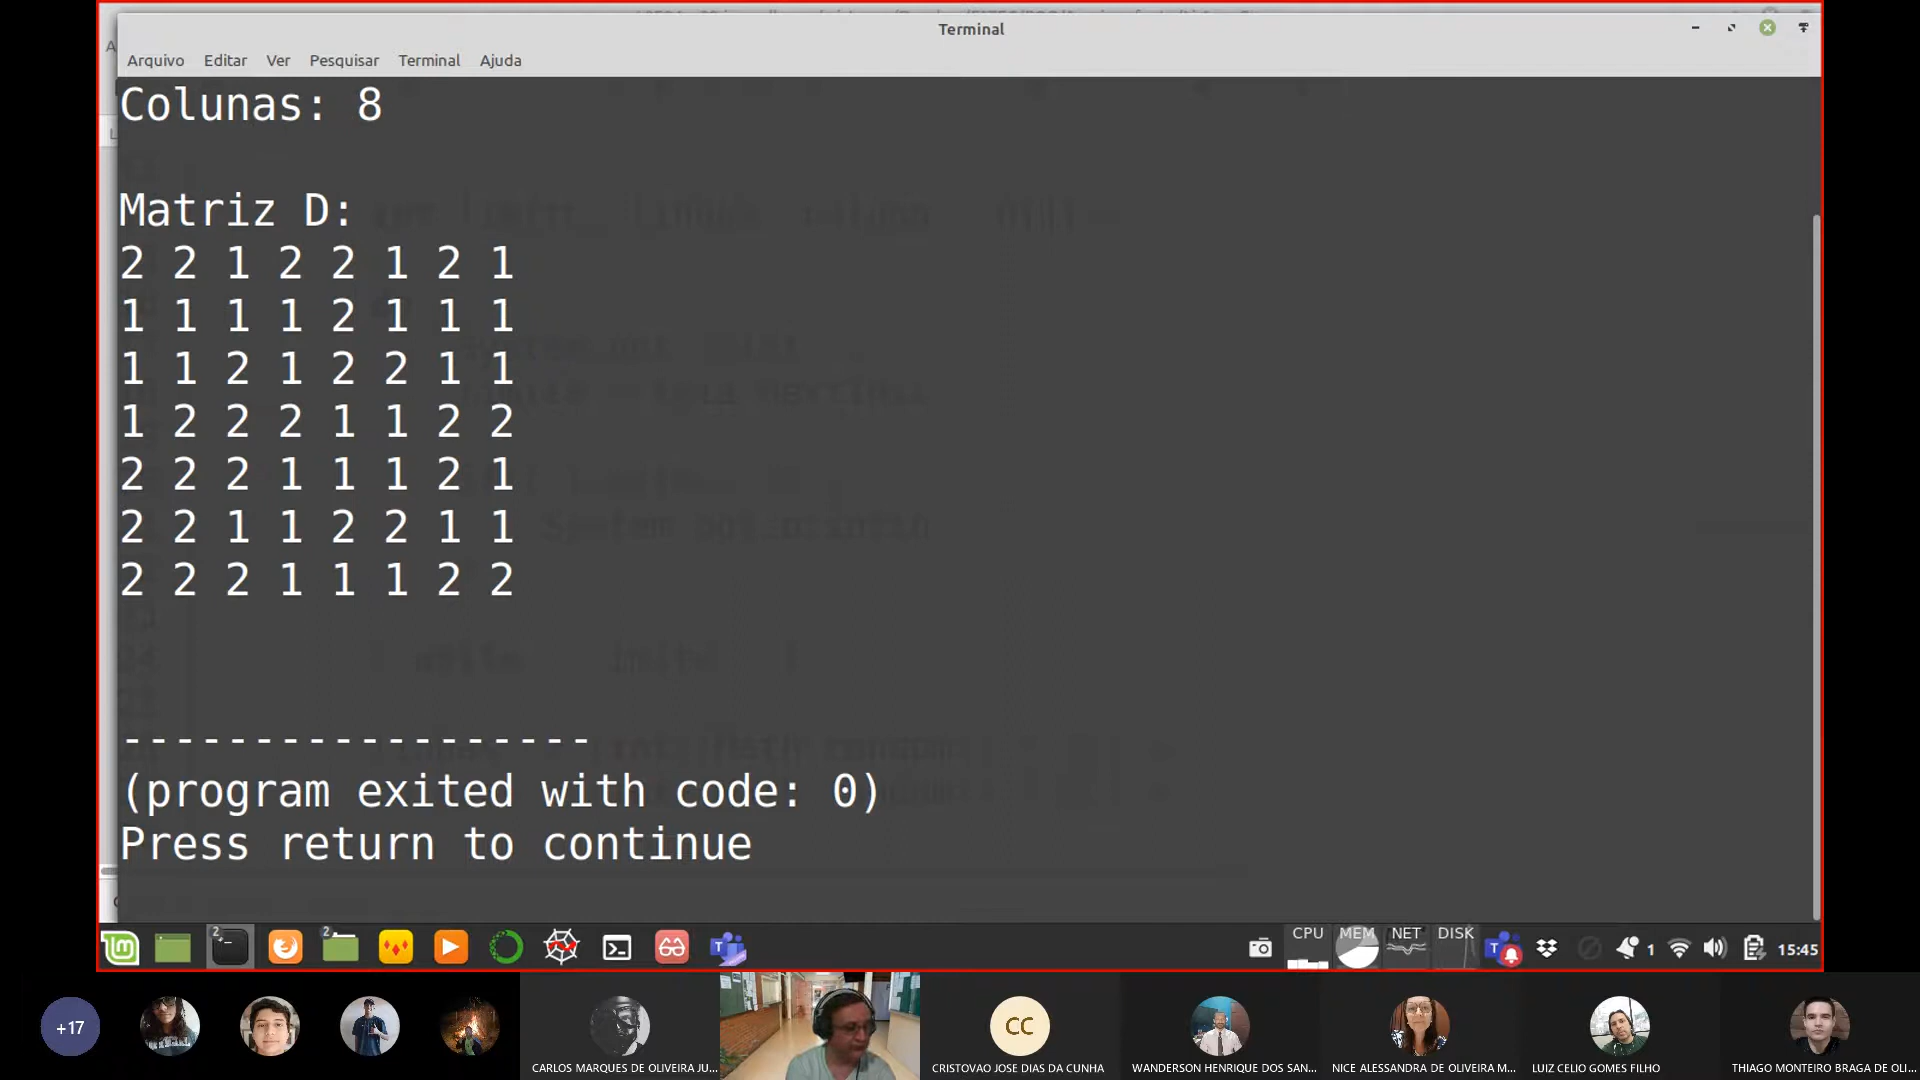 Terminal
Arquivo Editar Ver Pesquisar Terminal Ajuda
Colunas: 8
Matriz D:
2 2 1 2 2 1 2 1
1 1 1 1 2 1 1 1
1 1 2 1 2 2 1 1
1 2 2 2 1 1 2 2
2 2 2 1 1 1 2 1
2 2 1 1 2 2 1 1
2 2 2 1 1 1 2 2
------------------
(program exited with code: 0)
Press return to continue
2 2 CPU MEM NET DISK 1 15:45
+17
CC
CARLOS MARQUES DE OLIVEIRA JU... CRISTOVAO JOSE DIAS DA CUNHA WANDERSON HENRIQUE DOS SAN... NICE ALESSANDRA DE OLIVEIRA M... LUIZ CELIO GOMES FILHO THIAGO MONTEIRO BRAGA DE OLI...